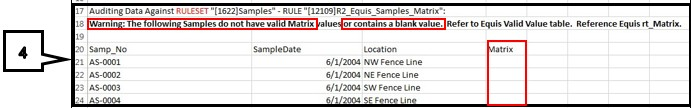 4
17 Auditing Data Against RULESET "[1622]Samples" - RULE "[12109]R2_Equis_Samples_Matrix":
18 Warning: The following Samples do not have valid Matrix values or contains a blank value. Refer to Equis Valid Value table. Reference Equis rt_Matrix.
19
20 Samp_No SampleDate Location Matrix
21 AS-0001 6/1/2004 NW Fence Line
22 AS-0002 6/1/2004 NE Fence Line
23 AS-0003 6/1/2004 SW Fence Line
24 AS-0004 6/1/2004 SE Fence Line